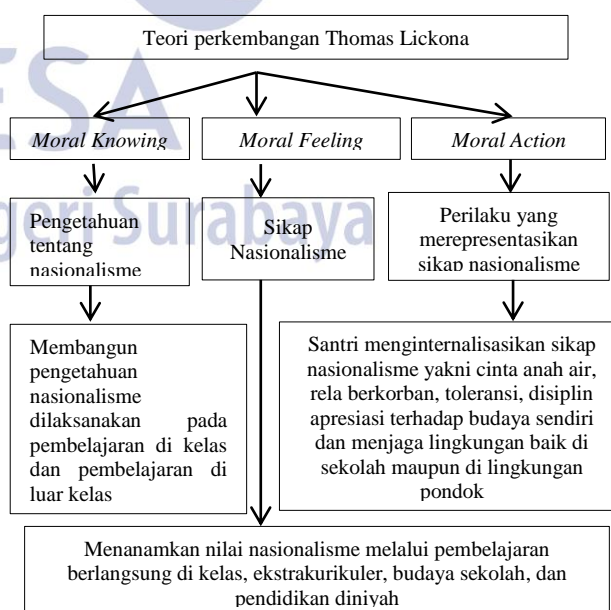 Teori perkembangan Thomas Lickona
Moral Knowing
Moral Feeling
Moral Action
Pengetahuan
tentang
nasionalisme
Sikap
Nasionalisme
Perilaku yang
merepresentasikan
sikap nasionalisme
Membangun
pengetahuan
nasionalisme
dilaksanakan pada
pembelajaran di kelas
dan pembelajaran di
luar kelas
Santri menginternalisasikan sikap
nasionalisme yakni cinta anah air,
rela berkorban, toleransi, disiplin
apresiasi terhadap budaya sendiri
dan menjaga lingkungan baik di
sekolah maupun di lingkungan
pondok
Menanamkan nilai nasionalisme melalui pembelajaran
berlangsung di kelas, ekstrakurikuler, budaya sekolah, dan
pendidikan diniyah
ESA
geri Surabaya